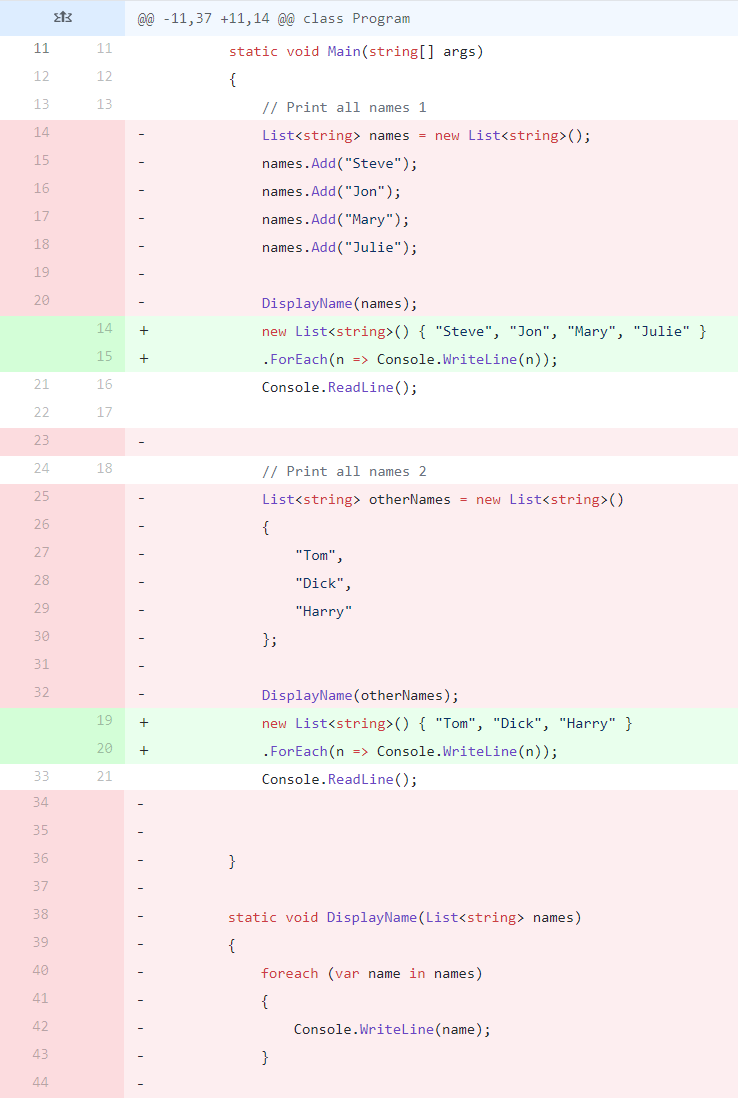 @@ -11,37 +11,14 @@ class Program
11 11 static void Main(string[] args)
12 12 {
13 13 // Print all names 1
14 - List<string> names = new List<string>();
15 - names.Add("Steve");
16 - names.Add("Jon");
17 - names.Add("Mary");
18 - names.Add("Julie");
19 -
20 - DisplayName(names);
14 + new List<string>() { "Steve", "Jon", "Mary", "Julie" }
15 + .ForEach(n => Console.WriteLine(n));
21 16 Console.ReadLine();
22 17
23 -
24 18 // Print all names 2
25 - List<string> otherNames = new List<string>()
26 - {
27 - "Tom",
28 - "Dick",
29 - "Harry"
30 - };
31 -
32 - DisplayName(otherNames);
19 + new List<string>() { "Tom", "Dick", "Harry" }
20 + .ForEach(n => Console.WriteLine(n));
33 21 Console.ReadLine();
34 -
35 -
36 - }
37 -
38 - static void DisplayName(List<string> names)
39 - {
40 - foreach (var name in names)
41 - {
42 - Console.WriteLine(name);
43 - }
44 -